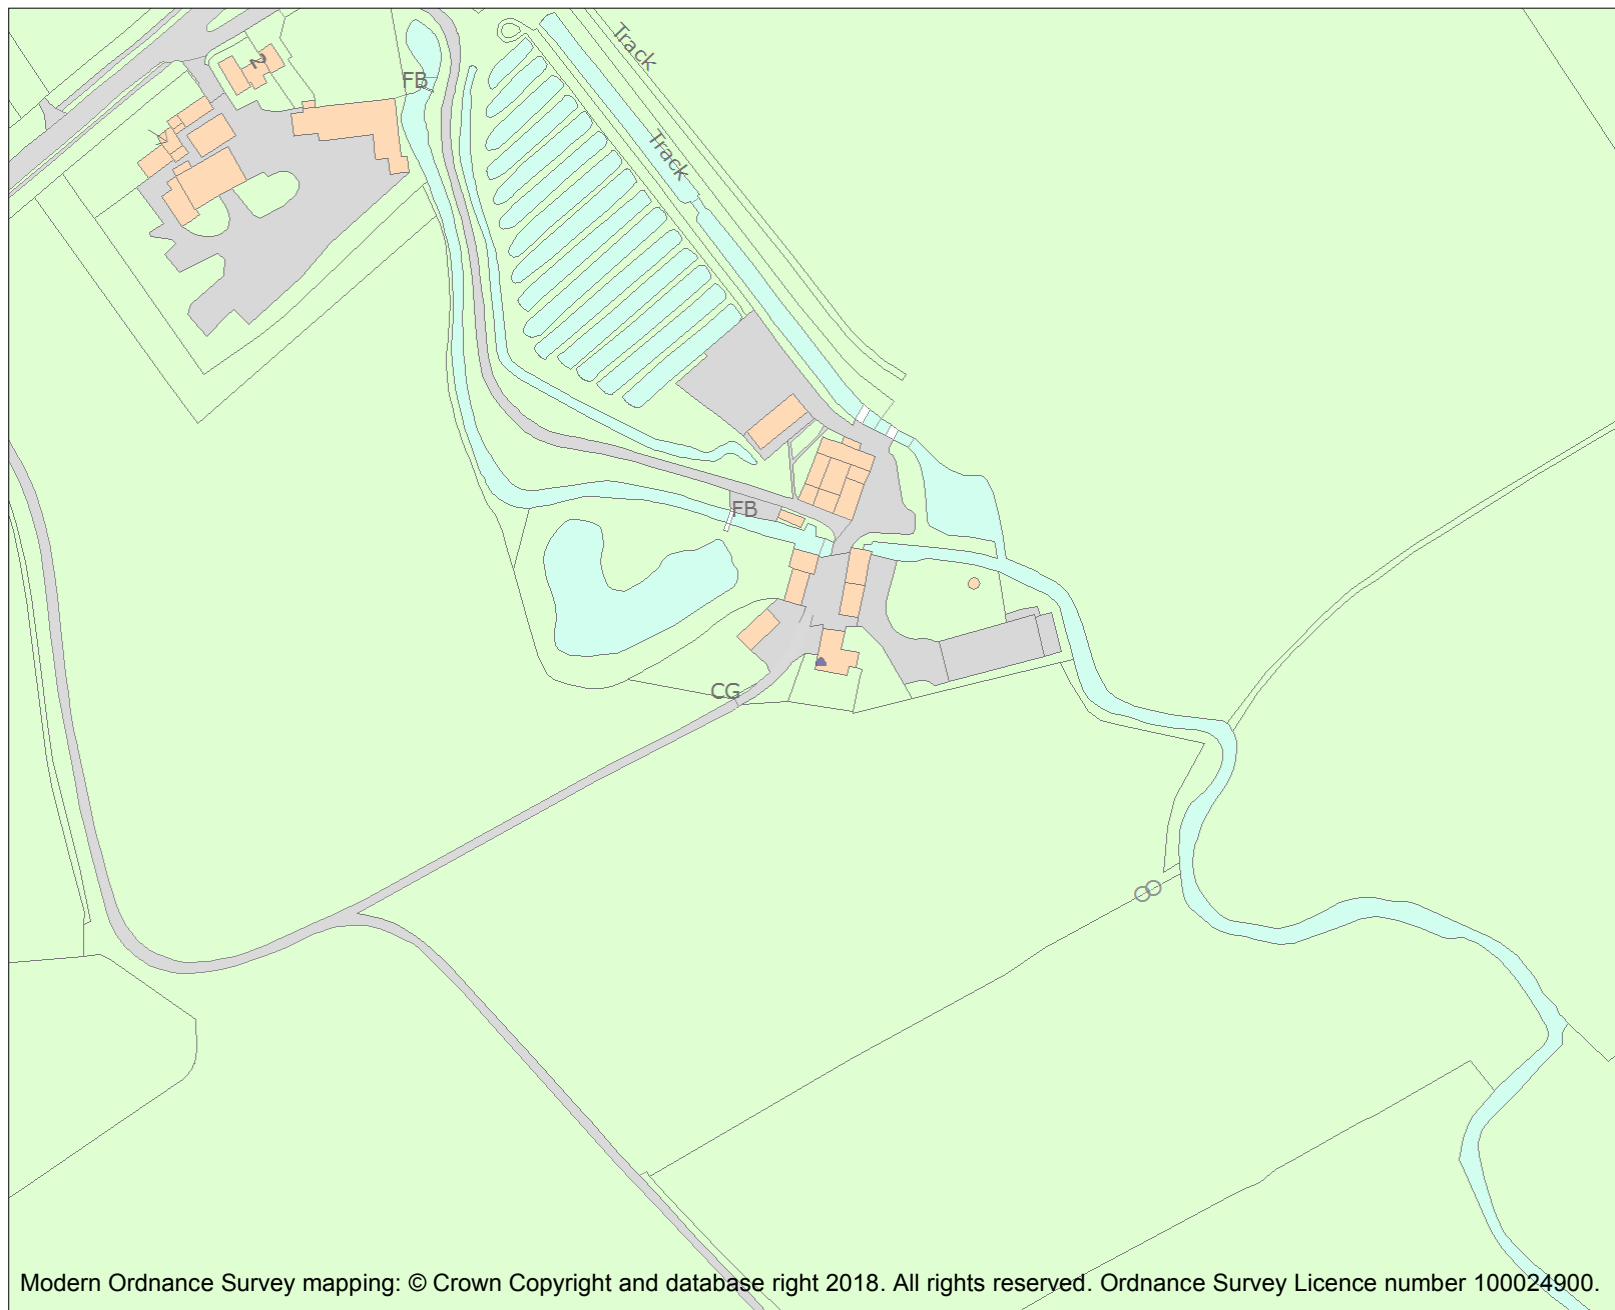 Track
2
FB
Track
FB
CG
Modern Ordnance Survey mapping: © Crown Copyright and database right 2018. All rights reserved. Ordnance Survey Licence number 100024900.